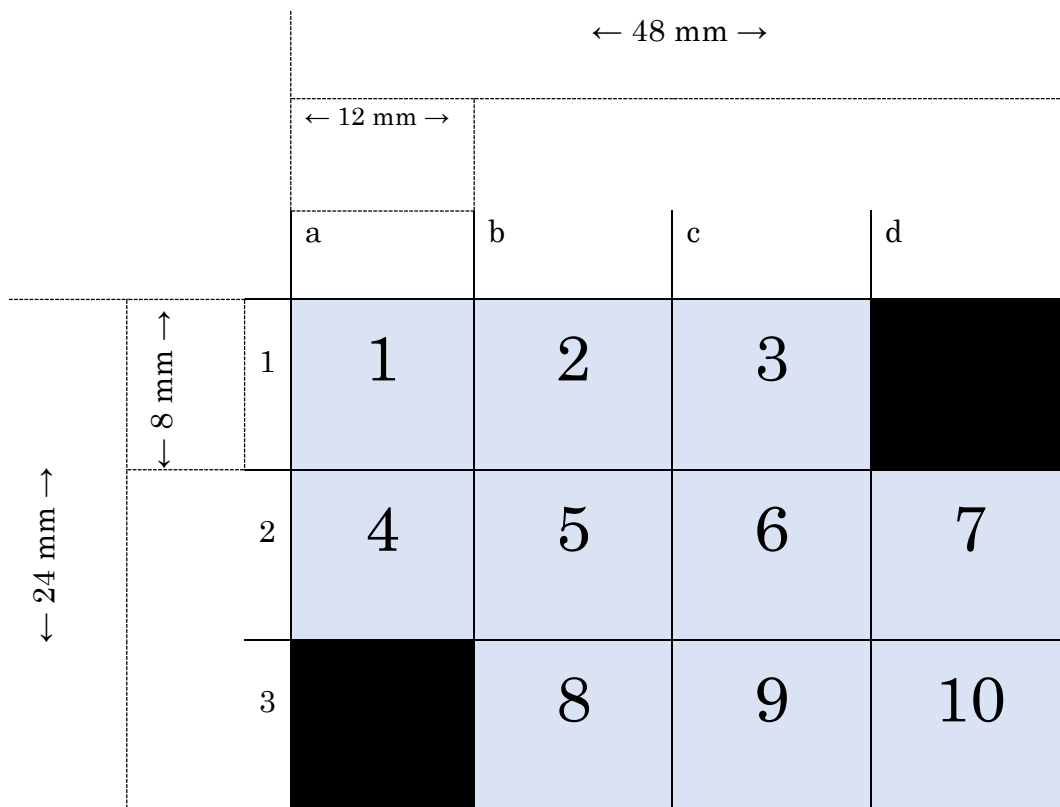 ← 48 mm →
← 12 mm →
a b c d
← 8 mm →
1 1 2 3
← 24 mm →
2 4 5 6 7
3 8 9 10